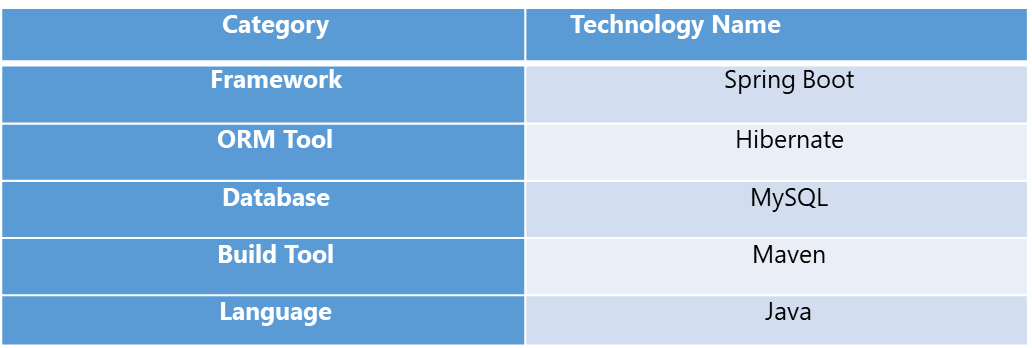 Category Technology Name
Framework Spring Boot
ORM Tool Hibernate
Database MySQL
Build Tool Maven
Language Java